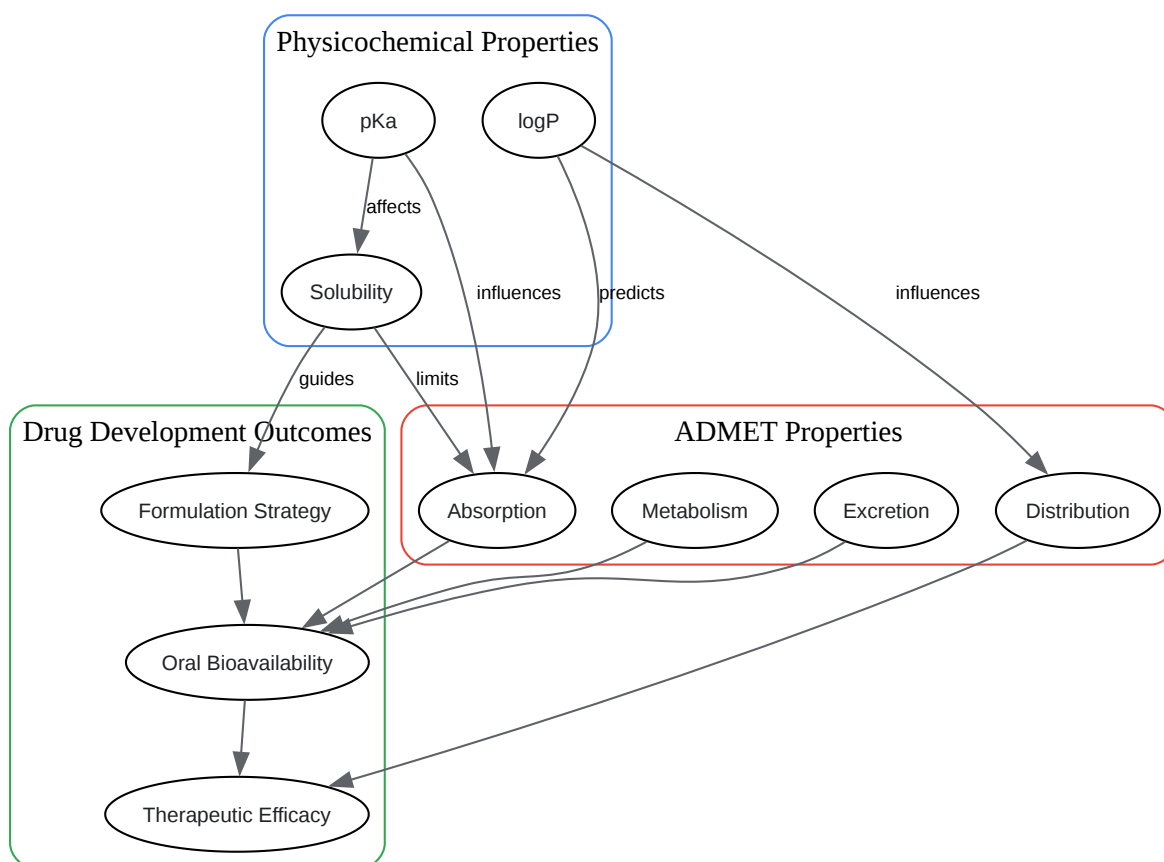 Physicochemical Properties
pKa
logP
affects
Solubility
influences
predicts
influences
guides
limits
Drug Development Outcomes
ADMET Properties
Formulation Strategy
Absorption
Metabolism
Excretion
Distribution
Oral Bioavailability
Therapeutic Efficacy